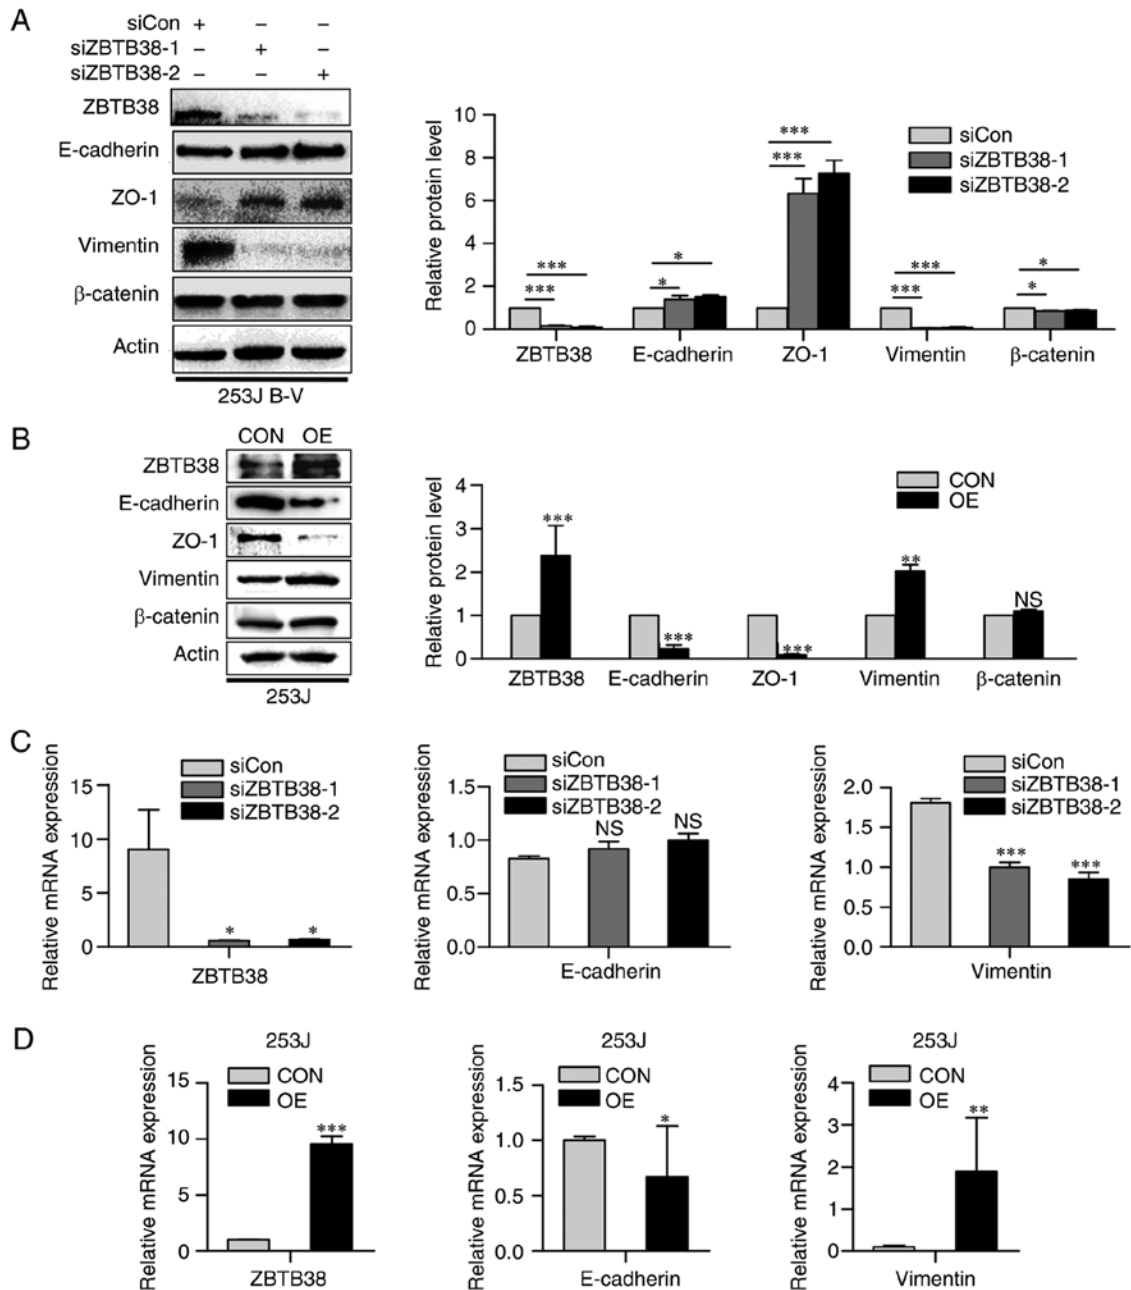 A
siCon + – –
siZBTB38-1 – + –
siZBTB38-2 – – +
ZBTB38
E-cadherin
ZO-1
Vimentin
β-catenin
Actin
253J B-V
Relative protein level
10
8
6
4
2
0
*** *** * * *** *** *** *** * *
ZBTB38 E-cadherin ZO-1 Vimentin β-catenin
siCon
siZBTB38-1
siZBTB38-2
B
CON OE
ZBTB38
E-cadherin
ZO-1
Vimentin
β-catenin
Actin
253J
Relative protein level
4
3
2
1
0
*** *** *** ** NS
ZBTB38 E-cadherin ZO-1 Vimentin β-catenin
CON
OE
C
Relative mRNA expression
15
10
5
0
siCon
siZBTB38-1
siZBTB38-2
* *
ZBTB38
Relative mRNA expression
1.5
1.0
0.5
0.0
siCon
siZBTB38-1
siZBTB38-2
NS NS
E-cadherin
Relative mRNA expression
2.0
1.5
1.0
0.5
0.0
siCon
siZBTB38-1
siZBTB38-2
*** ***
Vimentin
D
253J
Relative mRNA expression
15
10
5
0
CON
OE
***
ZBTB38
253J
Relative mRNA expression
1.5
1.0
0.5
0.0
CON
OE
*
E-cadherin
253J
Relative mRNA expression
4
3
2
1
0
CON
OE
**
Vimentin